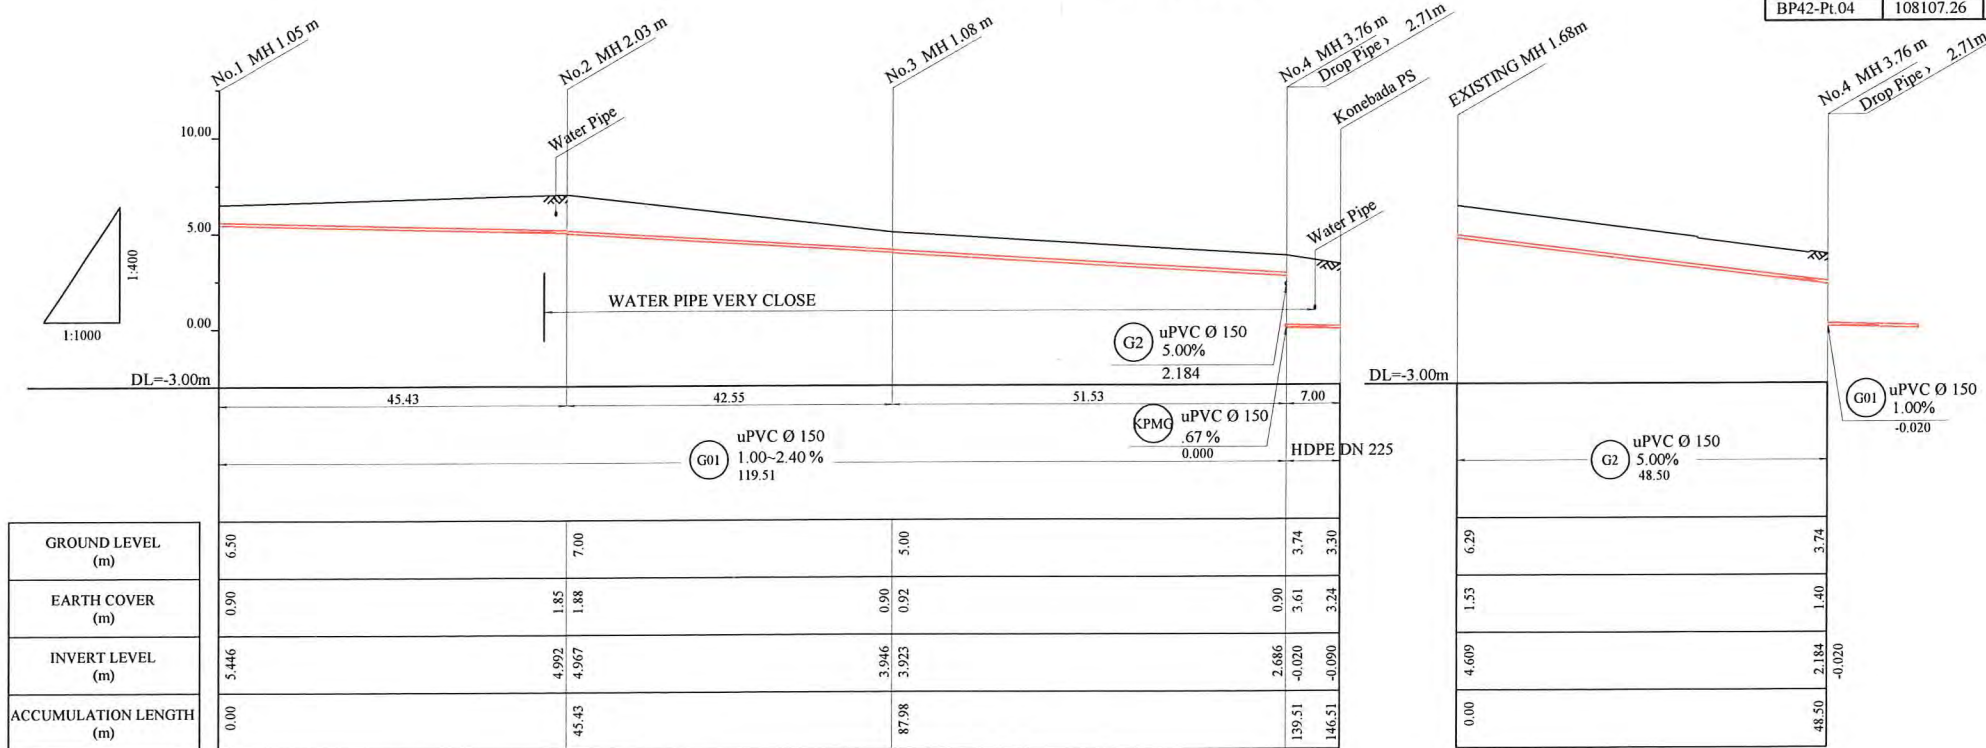 BP42-Pt.04 108107.26
No.1 MH 1.05 m
No.2 MH 2.03 m
No.3 MH 1.08 m
No.4 MH 3.76 m
Drop Pipe > 2.71m
Konebada PS
EXISTING MH 1.68m
No.4 MH 3.76 m
Drop Pipe > 2.71m
Water Pipe
10.00
5.00
0.00
1:400
1:1000
Water Pipe
WATER PIPE VERY CLOSE
G2 uPVC Ø 150
5.00%
2.184
DL=-3.00m
DL=-3.00m
45.43 42.55 51.53 7.00
KPMG uPVC Ø 150
.67 %
0.000
HDPE DN 225
G01 uPVC Ø 150
1.00%
-0.020
G01 uPVC Ø 150
1.00~2.40 %
119.51
G2 uPVC Ø 150
5.00%
48.50
GROUND LEVEL
(m)
6.50 7.00 5.00 3.74 3.30 6.29 3.74
EARTH COVER
(m)
0.90 1.85 1.88 0.90 0.92 0.90 3.61 3.24 1.53 1.40
INVERT LEVEL
(m)
5.446 4.992 4.967 3.946 3.923 2.686 -0.020 -0.090 4.609 2.184 -0.020
ACCUMULATION LENGTH
(m)
0.00 45.43 87.98 139.51 146.51 0.00 48.50